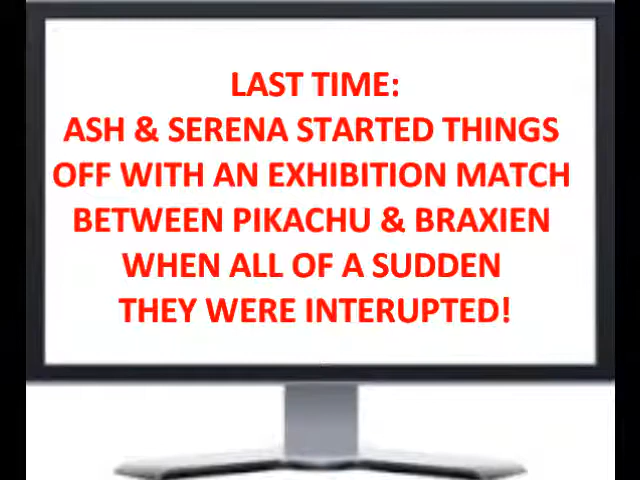 LAST TIME:
ASH & SERENA STARTED THINGS
OFF WITH AN EXHIBITION MATCH
BETWEEN PIKACHU & BRAXIEN
WHEN ALL OF A SUDDEN
THEY WERE INTERUPTED!